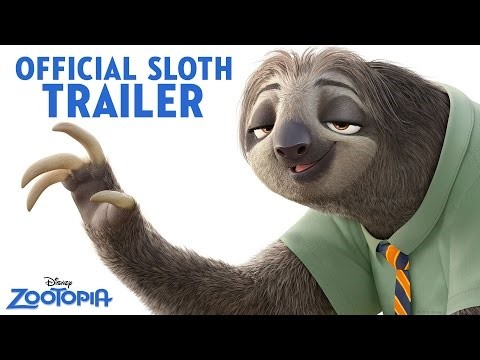 OFFICIAL SLOTH
TRAILER
Disney
ZOOTOPIA